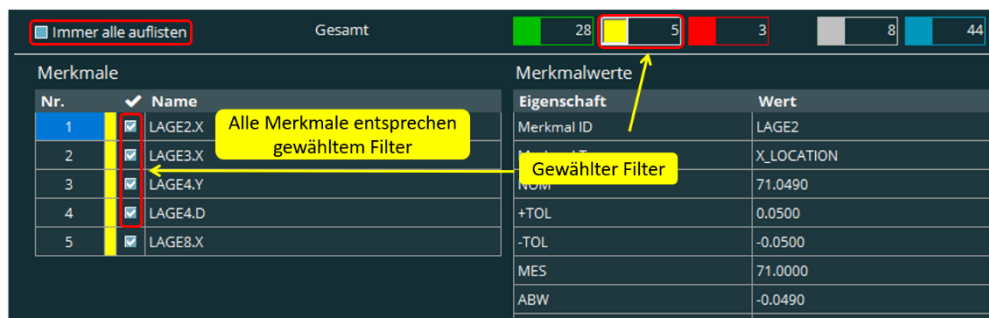 Immer alle auflisten Gesamt 28 5 3 8 44
Merkmale Merkmalwerte
Nr. Name Eigenschaft Wert
1 LAGE2.X Alle Merkmale entsprechen Merkmal ID LAGE2
gewähltem Filter
2 LAGE3.X X_LOCATION
Gewählter Filter
3 LAGE4.Y NOM 71.0490
4 LAGE4.D +TOL 0.0500
5 LAGE8.X -TOL -0.0500
MES 71.0000
ABW -0.0490